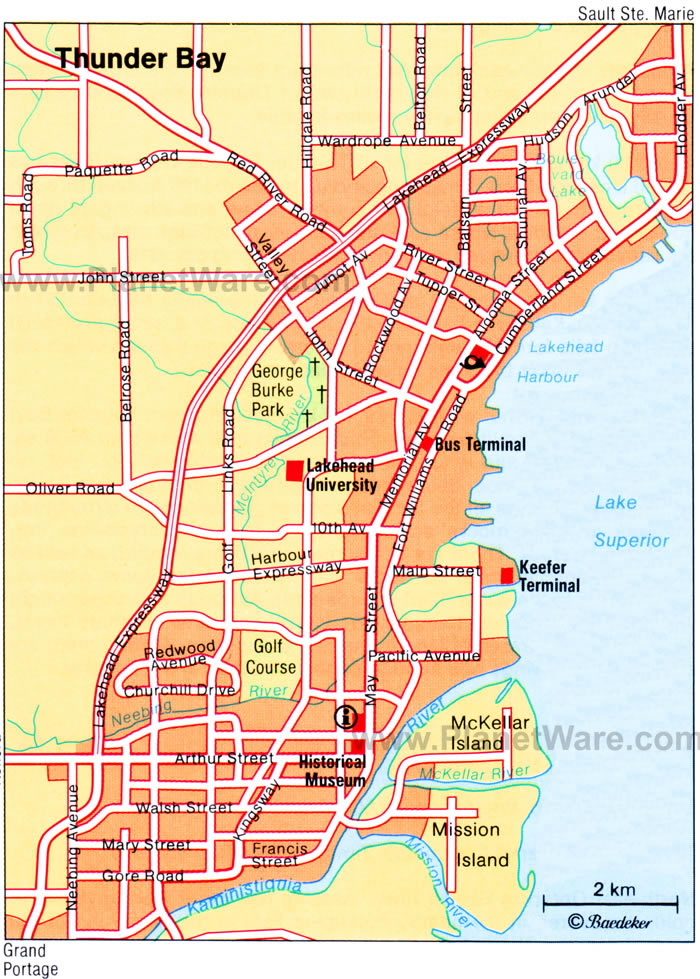 Sault Ste. Marie
Thunder Bay
Hilldale Road
Belton Road
Street
Arundel
Hodder Av
Hudson
Wardrope Avenue
Lakehead Expressway
Paquette Road
Red River Road
Toms Road
Balsam
Shuniah Av
Boule-
vard
Lake
Valley
Street
River Street
Junot Av
John Street
www.PlanetWare.com
Tupper St
Algoma Street
Cumberland Street
Belrose Road
Rockwood Av
John Street
Lakehead
Harbour
George
Burke
Park
McIntyre River
Links Road
Golf
Memorial Av
Fort Williams Road
Bus Terminal
Lakehead
University
Oliver Road
Lake
Superior
10th Av
Harbour
Expressway
Main Street
Keefer
Terminal
Lakehead Expressway
May Street
Redwood
Avenue
Golf
Course
Pacific Avenue
Churchill Drive
River
Neebing
River
McKellar
Island
i
www.PlanetWare.com
Arthur Street
Historical
Museum
McKellar River
Neebing Avenue
Walsh Street
Kingsway
Mary Street
Francis
Street
Mission
Island
Gore Road
Kaministiquia
Mission River
2 km
© Baedeker
Grand
Portage